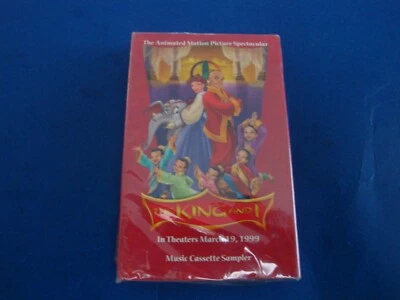 The Animated Motion Picture Spectacular
THE KING AND I
In Theaters March 19, 1999
Music Cassette Sampler